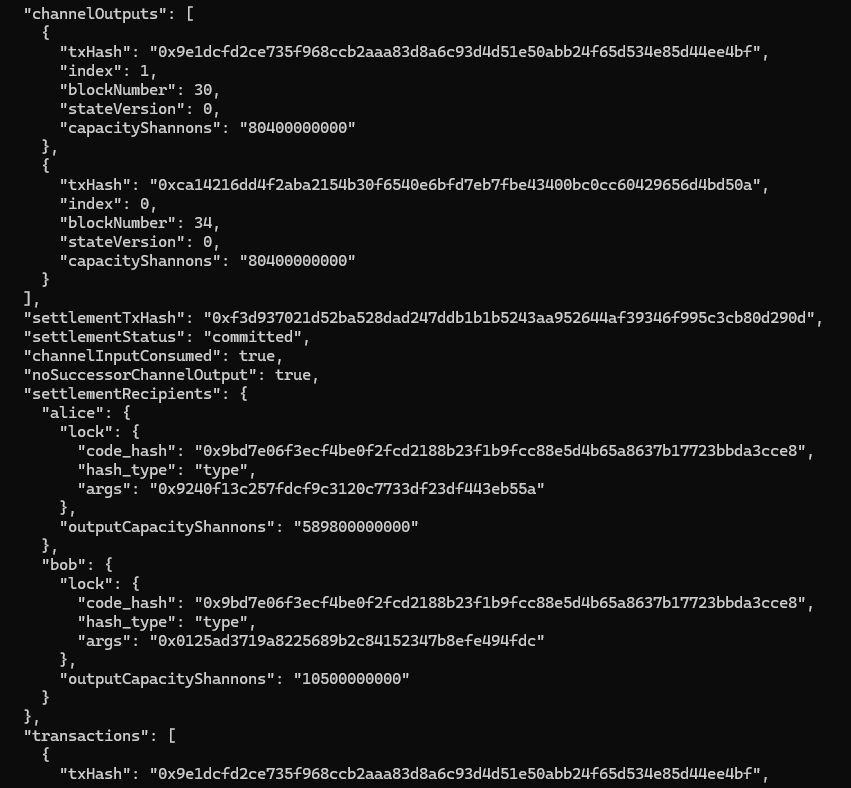 "channelOutputs": [
{
"txHash": "0x9e1dcfd2ce735f968ccb2aaa83d8a6c93d4d51e50abb24f65d534e85d44ee4bf",
"index": 1,
"blockNumber": 30,
"stateVersion": 0,
"capacityShannons": "80400000000"
},
{
"txHash": "0xca14216dd4f2aba2154b30f6540e6bfd7eb7fbe43400bc0cc60429656d4bd50a",
"index": 0,
"blockNumber": 34,
"stateVersion": 0,
"capacityShannons": "80400000000"
}
],
"settlementTxHash": "0xf3d937021d52ba528dad247ddb1b1b5243aa952644af39346f995c3cb80d290d",
"settlementStatus": "committed",
"channelInputConsumed": true,
"noSuccessorChannelOutput": true,
"settlementRecipients": {
"alice": {
"lock": {
"code_hash": "0x9bd7e06f3ecf4be0f2fcd2188b23f1b9fcc88e5d4b65a8637b17723bbda3cce8",
"hash_type": "type",
"args": "0x9240f13c257fdcf9c3120c7733df23df443eb55a"
},
"outputCapacityShannons": "589800000000"
},
"bob": {
"lock": {
"code_hash": "0x9bd7e06f3ecf4be0f2fcd2188b23f1b9fcc88e5d4b65a8637b17723bbda3cce8",
"hash_type": "type",
"args": "0x0125ad3719a8225689b2c84152347b8efe494fdc"
},
"outputCapacityShannons": "10500000000"
}
},
"transactions": [
{
"txHash": "0x9e1dcfd2ce735f968ccb2aaa83d8a6c93d4d51e50abb24f65d534e85d44ee4bf",